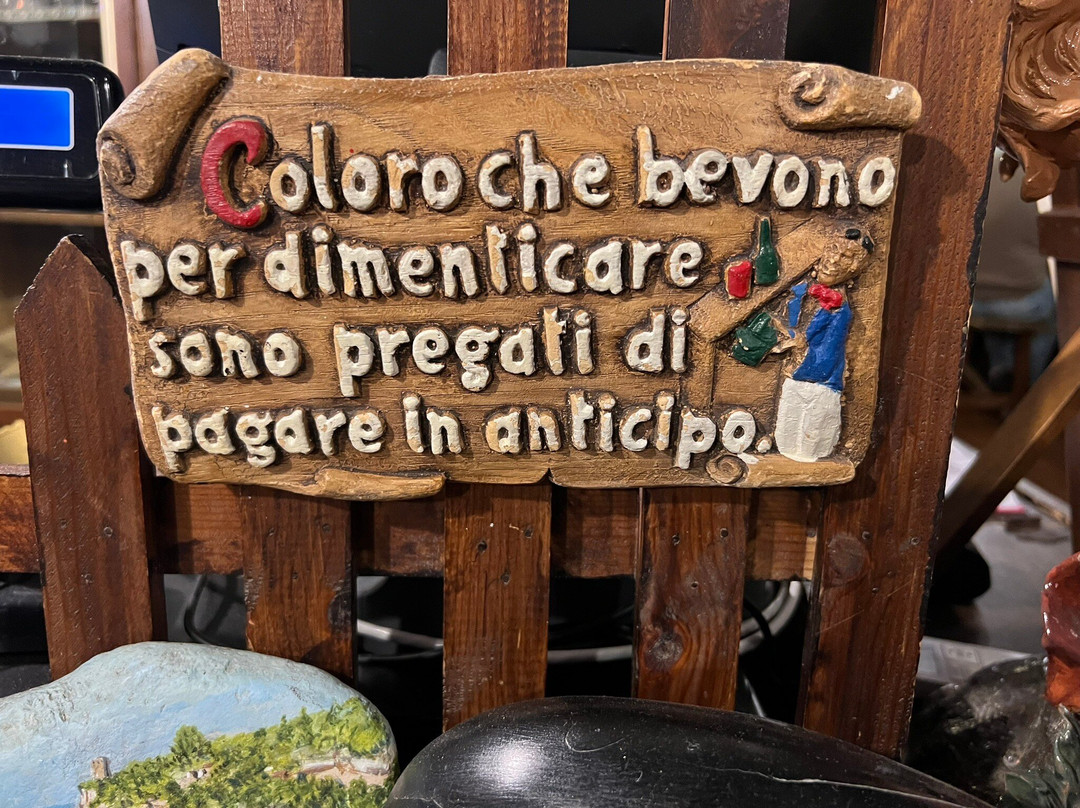 Coloro che bevono
per dimenticare
sono pregati di
pagare in anticipo.